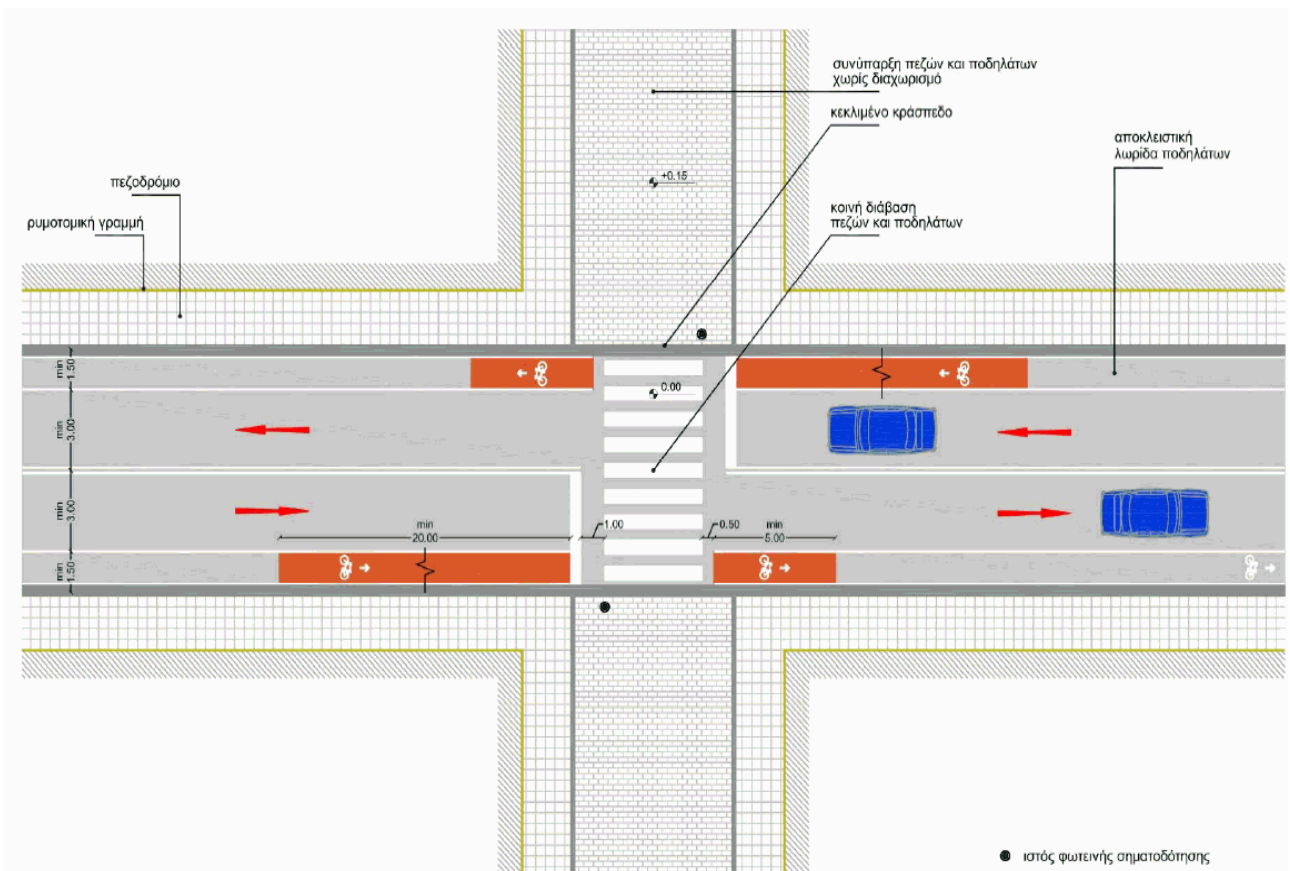 συνύπαρξη πεζών και ποδηλάτων
χωρίς διαχωρισμό
κεκλιμένο κράσπεδο
αποκλειστική
λωρίδα ποδηλάτων
πεζοδρόμιο
+0.15
κοινή διάβαση
πεζών και ποδηλάτων
ρυμοτομική γραμμή
min
1.50
0.00
min
3.00
min
3.00
min
20.00
1.00
0.50
min
5.00
min
1.50
ιστός φωτεινής σηματοδότησης